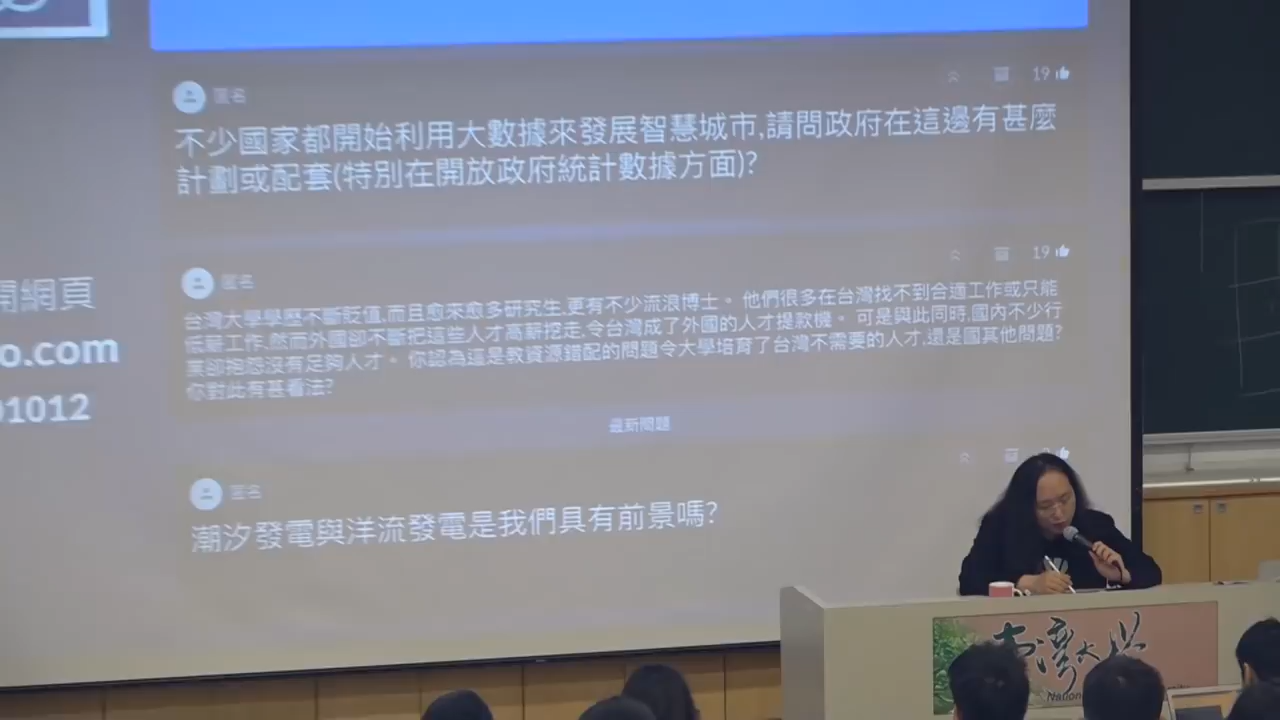 匿名
19
不少國家都開始利用大數據來發展智慧城市,請問政府在這邊有甚麼
計劃或配套(特別在開放政府統計數據方面)?
匿名
19
台灣大學學歷不斷貶值,而且愈來愈多研究生,更有不少流浪博士。 他們很多在台灣找不到合適工作或只能
低薪工作,然而外國卻不斷把這些人才高薪挖走,令台灣成了外國的人才提款機。 可是與此同時,國內不少行
業卻抱怨沒有足夠人才。 你認為這是教資源錯配的問題令大學培育了台灣不需要的人才,還是國其他問題?
你對此有甚看法?
最新問題
匿名
潮汐發電與洋流發電是我們具有前景嗎?
開網頁
o.com
01012
臺灣大學
Nation